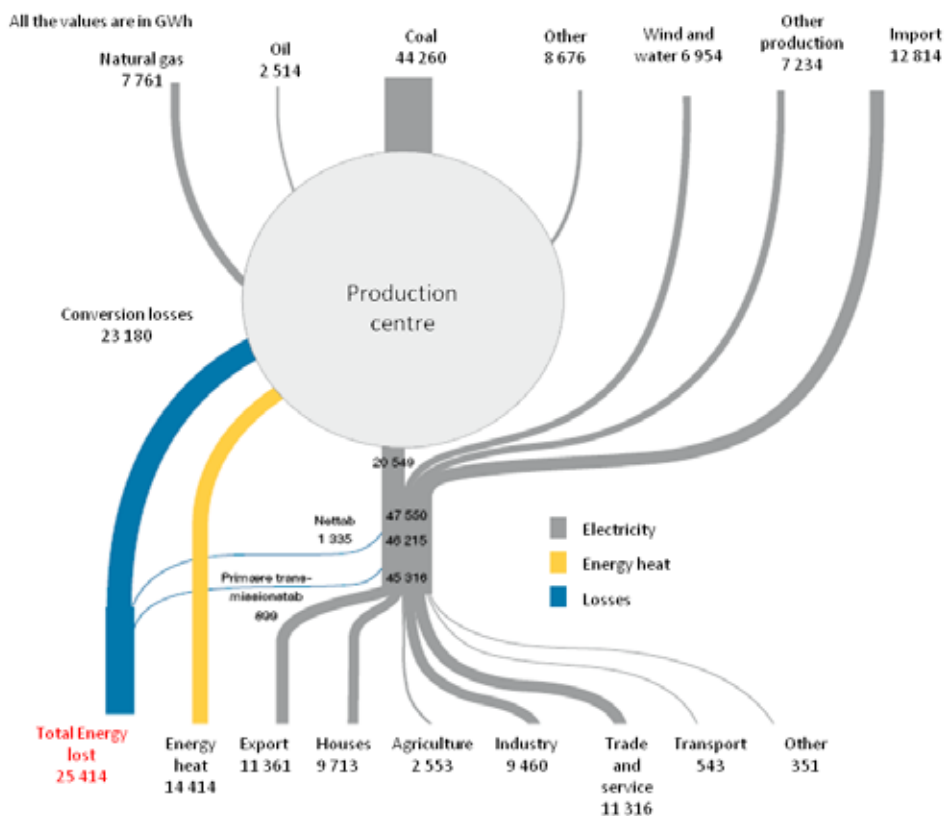 All the values are in GWh
Natural gas
7 761
Oil
2 514
Coal
44 260
Other
8 676
Wind and
water 6 954
Other
production
7 234
Import
12 814
Production
centre
Conversion losses
23 180
20 549
47 550
46 215
45 316
Nettab
1 335
Primære trans-
missionstab
899
Electricity
Energy heat
Losses
Total Energy
lost
25 414
Energy
heat
14 414
Export
11 361
Houses
9 713
Agriculture
2 553
Industry
9 460
Trade
and
service
11 316
Transport
543
Other
351